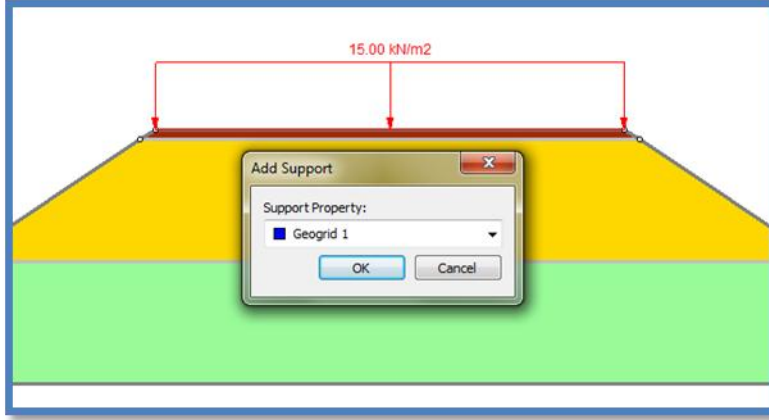 15.00 kN/m2
Add Support
Support Property:
Geogrid 1
OK Cancel